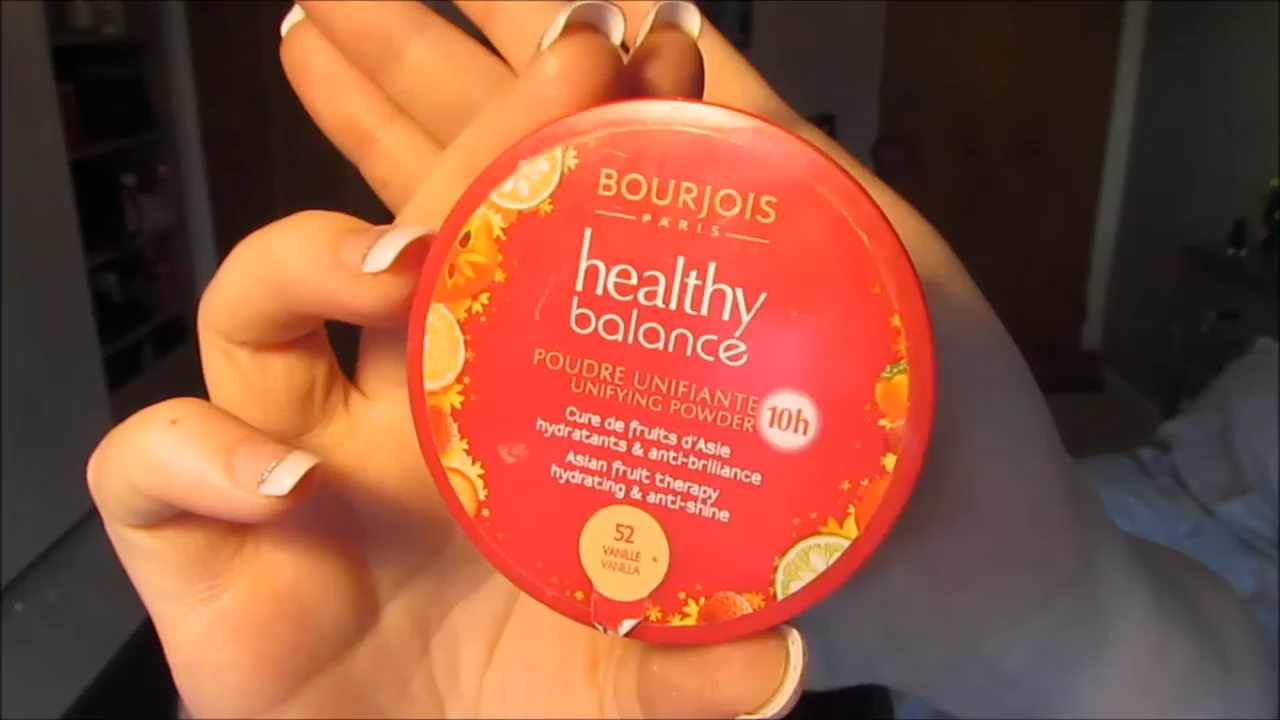 BOURJOIS
PARIS
healthy
balance
POUDRE UNIFIANTE
UNIFYING POWDER
10h
Cure de fruits d'Asie
hydratants & anti-brillance
Asian fruit therapy
hydrating & anti-shine
52
VANILLE
VANILLA